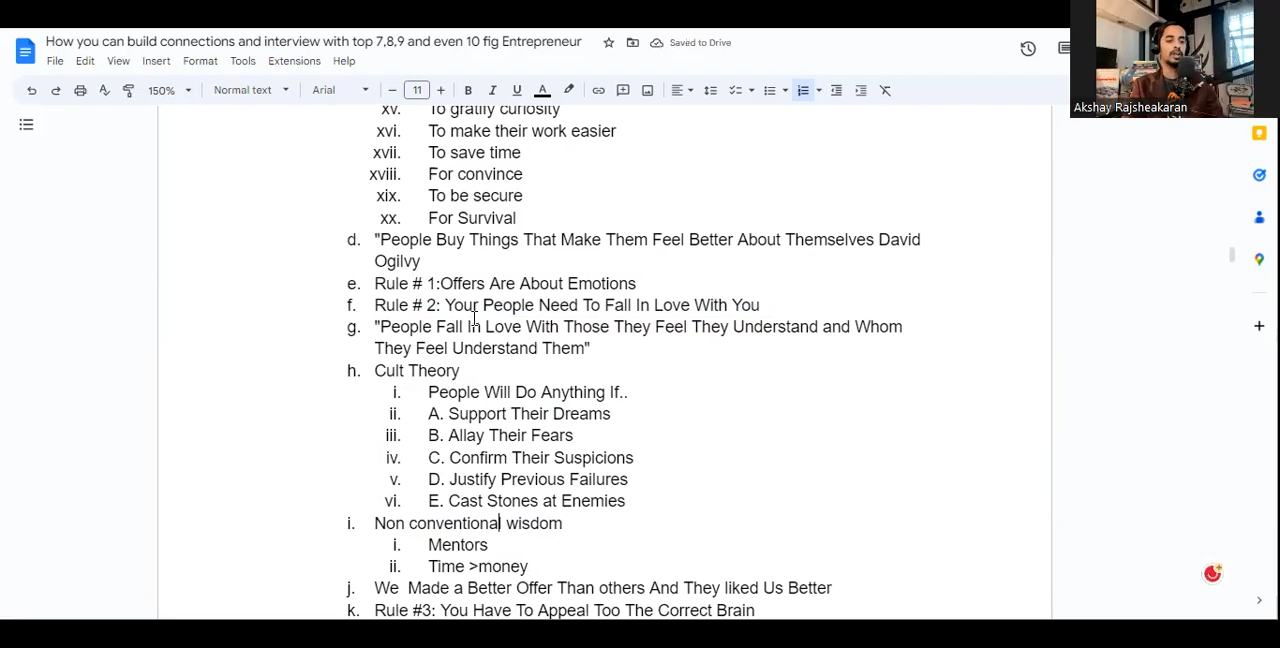 How you can build connections and interview with top 7,8,9 and even 10 fig Entrepreneur
Saved to Drive
File Edit View Insert Format Tools Extensions Help
150% Normal text Arial 11
Akshay Rajsheakaran
xv. To gratify curiosity
xvi. To make their work easier
xvii. To save time
xviii. For convince
xix. To be secure
xx. For Survival
d. "People Buy Things That Make Them Feel Better About Themselves David
Ogilvy
e. Rule # 1:Offers Are About Emotions
f. Rule # 2: Your People Need To Fall In Love With You
g. "People Fall In Love With Those They Feel They Understand and Whom
They Feel Understand Them"
h. Cult Theory
i. People Will Do Anything If..
ii. A. Support Their Dreams
iii. B. Allay Their Fears
iv. C. Confirm Their Suspicions
v. D. Justify Previous Failures
vi. E. Cast Stones at Enemies
i. Non conventional wisdom
i. Mentors
ii. Time >money
j. We  Made a Better Offer Than others And They liked Us Better
k. Rule #3: You Have To Appeal Too The Correct Brain